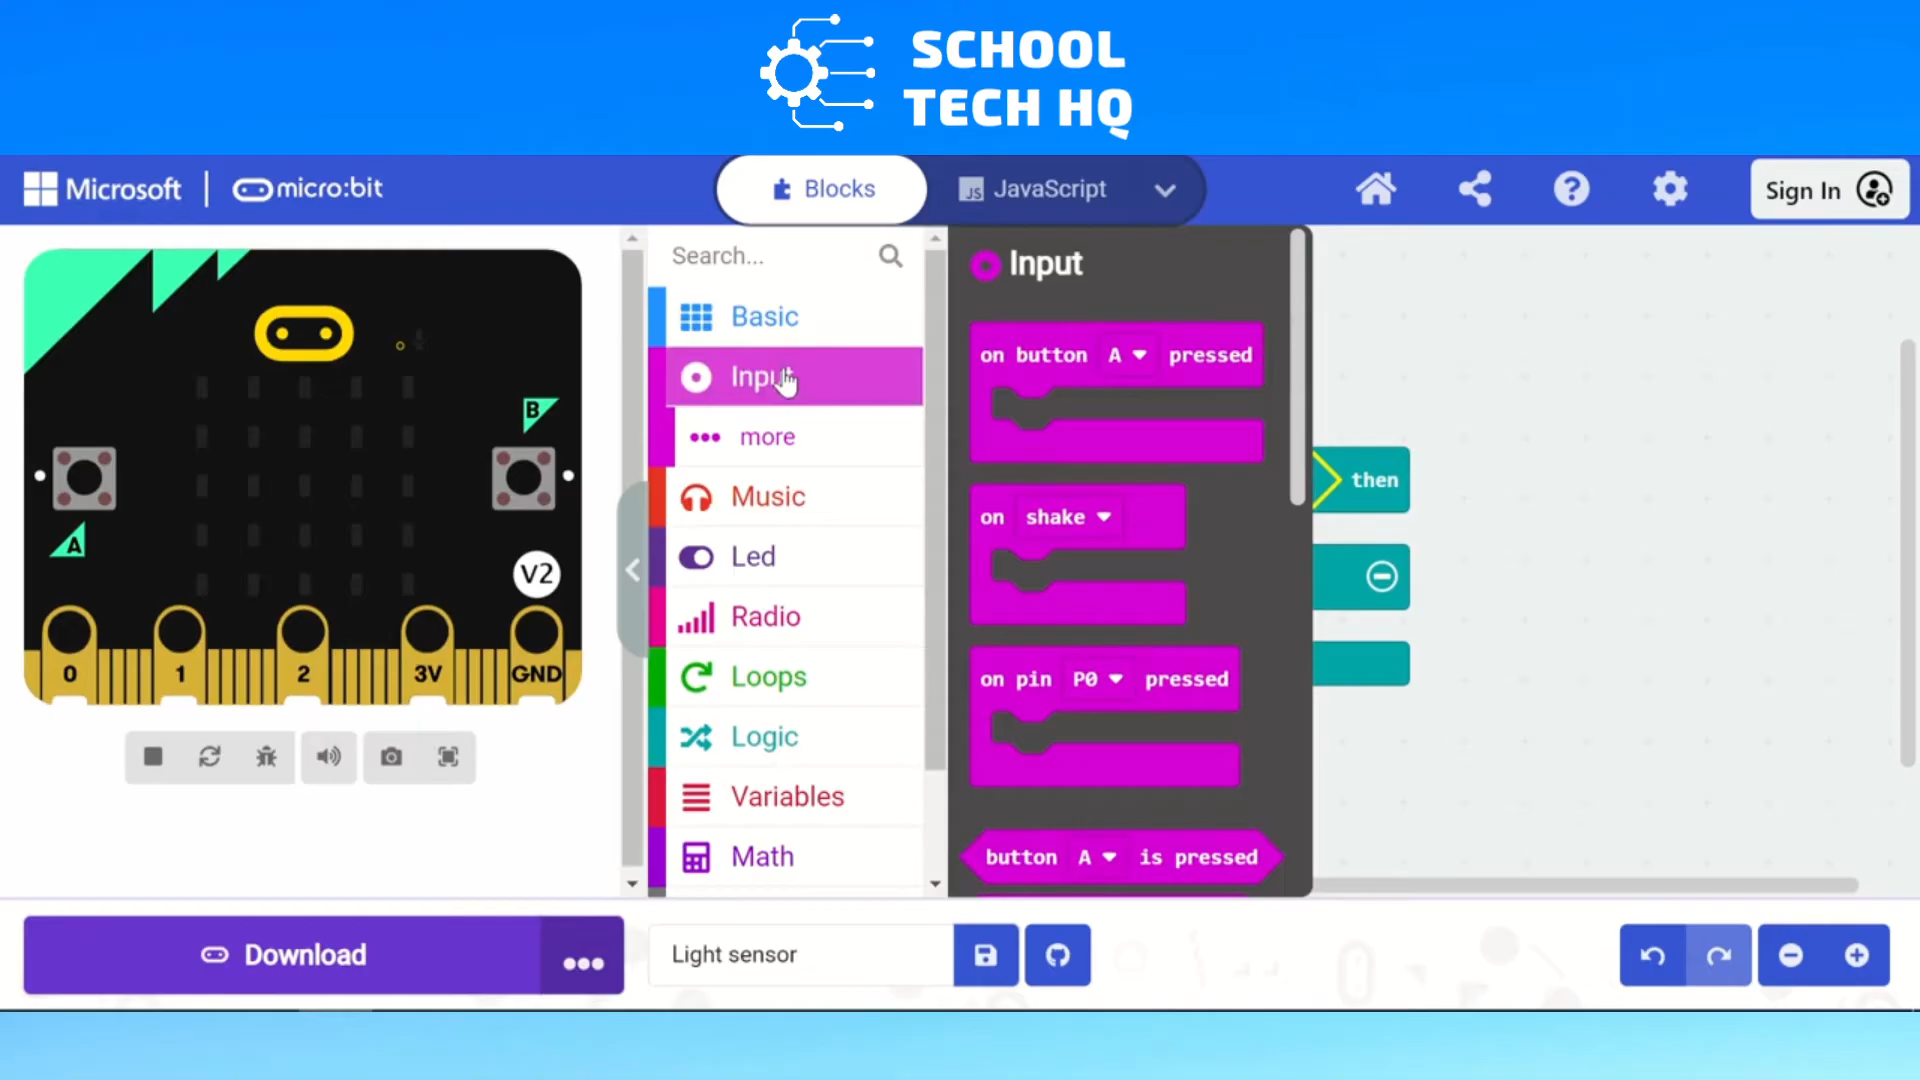 SCHOOL
TECH HQ
Microsoft
micro:bit
Blocks
JS JavaScript
Sign In
Search...
Basic
Input
more
Music
Led
Radio
Loops
Logic
Variables
Math
Input
on button A pressed
on shake
on pin P0 pressed
button A is pressed
then
B
A
V2
0 1 2 3V GND
Download
Light sensor